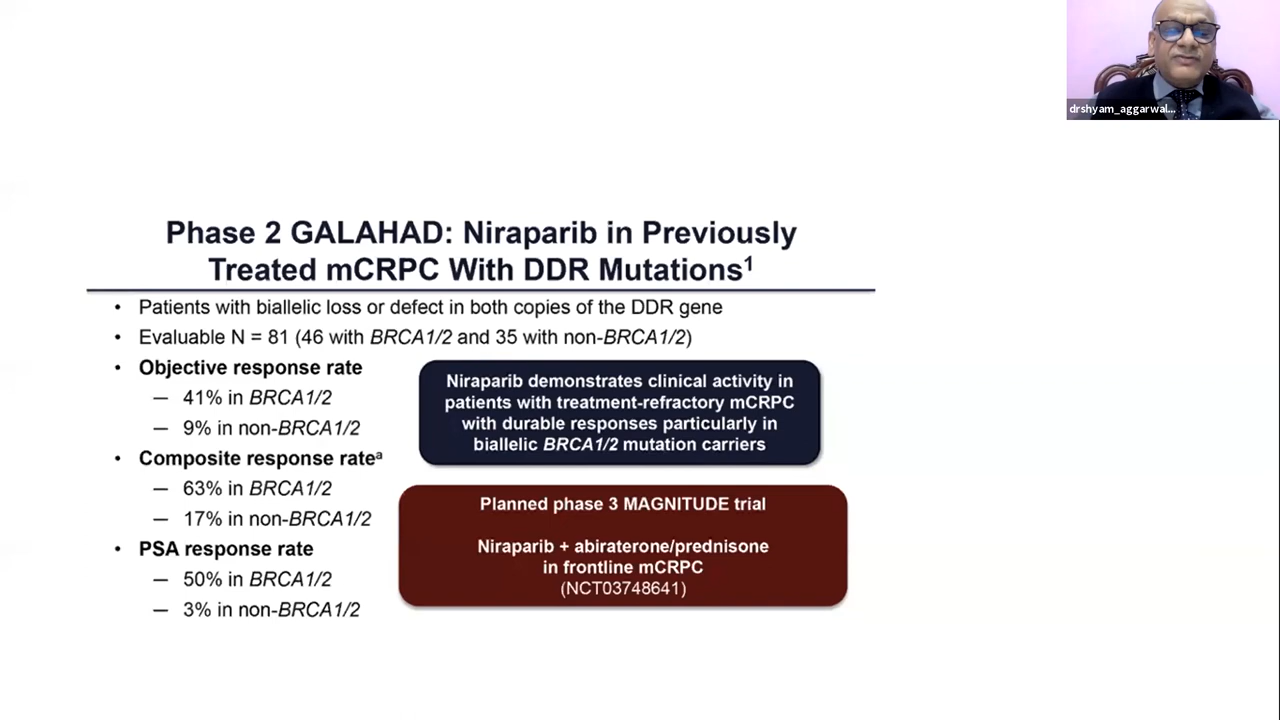 drshyam_aggarwal...
Phase 2 GALAHAD: Niraparib in Previously
Treated mCRPC With DDR Mutations¹
• Patients with biallelic loss or defect in both copies of the DDR gene
• Evaluable N = 81 (46 with BRCA1/2 and 35 with non-BRCA1/2)
• Objective response rate
— 41% in BRCA1/2
— 9% in non-BRCA1/2
• Composite response rateᵃ
— 63% in BRCA1/2
— 17% in non-BRCA1/2
• PSA response rate
— 50% in BRCA1/2
— 3% in non-BRCA1/2
Niraparib demonstrates clinical activity in
patients with treatment-refractory mCRPC
with durable responses particularly in
biallelic BRCA1/2 mutation carriers
Planned phase 3 MAGNITUDE trial
Niraparib + abiraterone/prednisone
in frontline mCRPC
(NCT03748641)